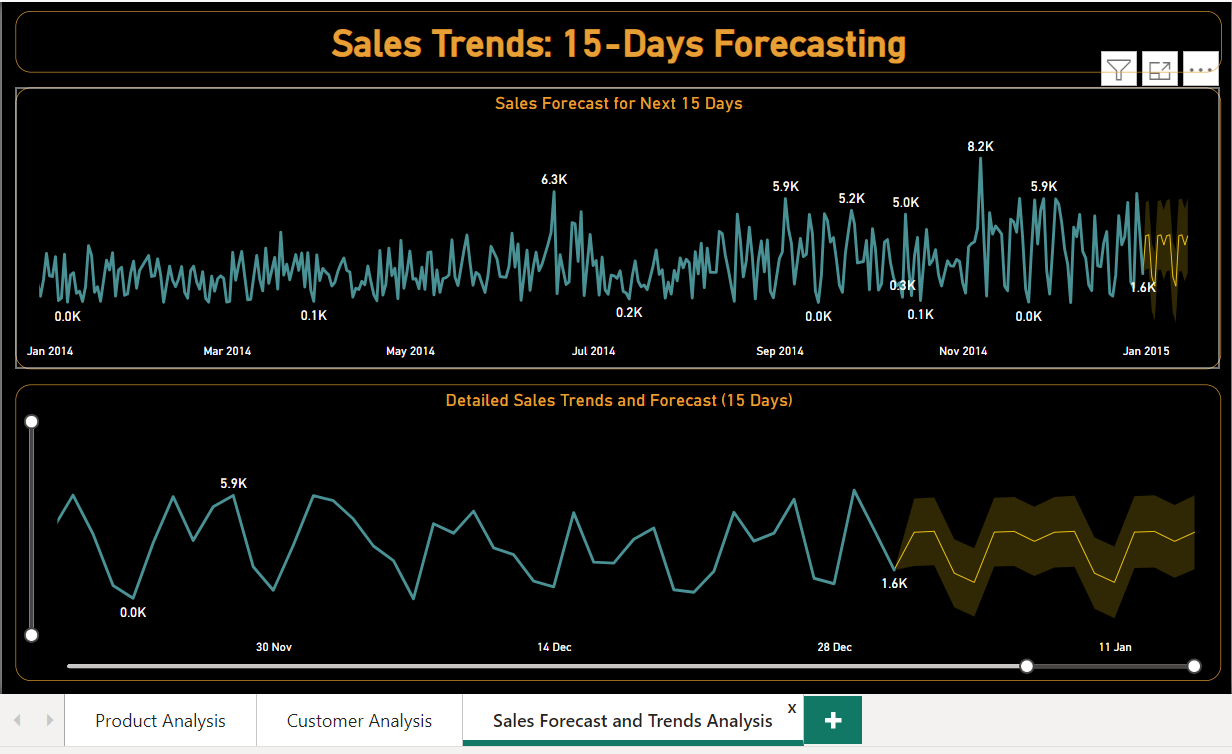 Sales Trends: 15-Days Forecasting
Sales Forecast for Next 15 Days
8.2K
6.3K
5.9K
5.9K
5.2K
5.0K
0.3K
1.6K
0.0K
0.1K
0.2K
0.0K
0.1K
0.0K
Jan 2014 Mar 2014 May 2014 Jul 2014 Sep 2014 Nov 2014 Jan 2015
Detailed Sales Trends and Forecast (15 Days)
5.9K
1.6K
0.0K
30 Nov 14 Dec 28 Dec 11 Jan
Product Analysis Customer Analysis Sales Forecast and Trends Analysis x +